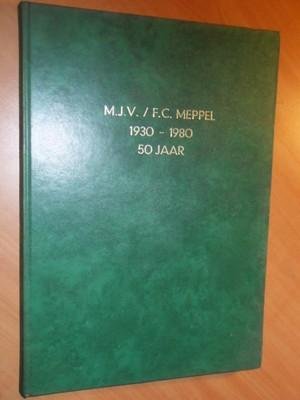 M.J.V. / F.C. MEPPEL
1930 - 1980
50 JAAR